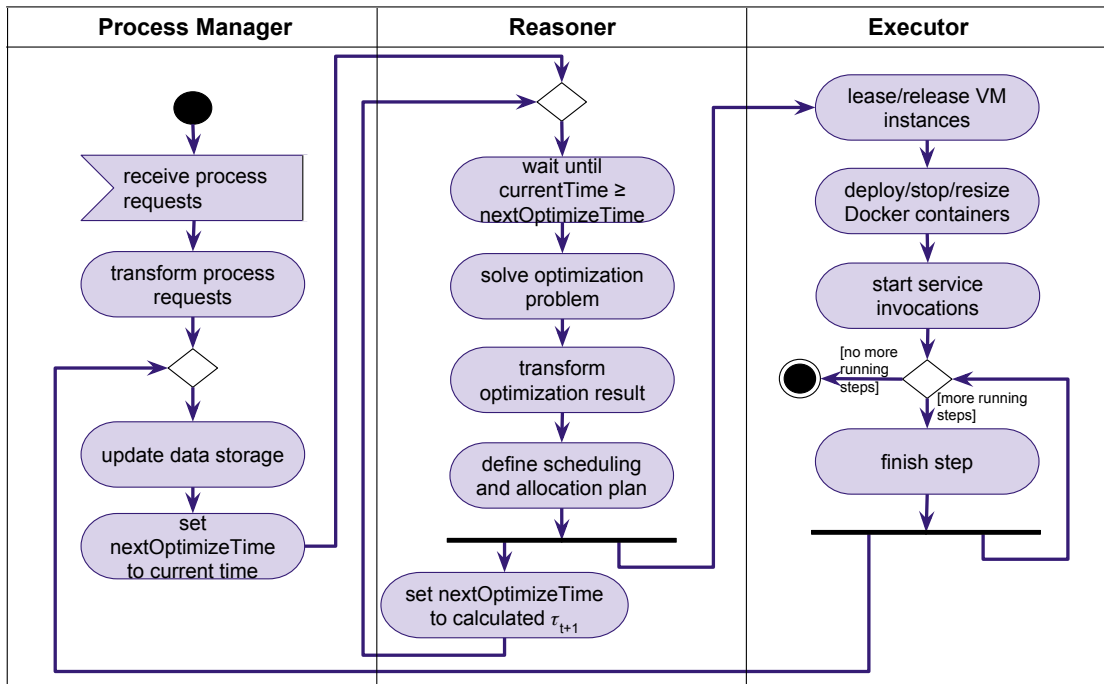 Process Manager
Reasoner
Executor
receive process
requests
transform process
requests
update data storage
set
nextOptimizeTime
to current time
wait until
currentTime ≥
nextOptimizeTime
solve optimization
problem
transform
optimization result
define scheduling
and allocation plan
set nextOptimizeTime
to calculated τt+1
lease/release VM
instances
deploy/stop/resize
Docker containers
start service
invocations
[no more
running
steps]
[more running
steps]
finish step